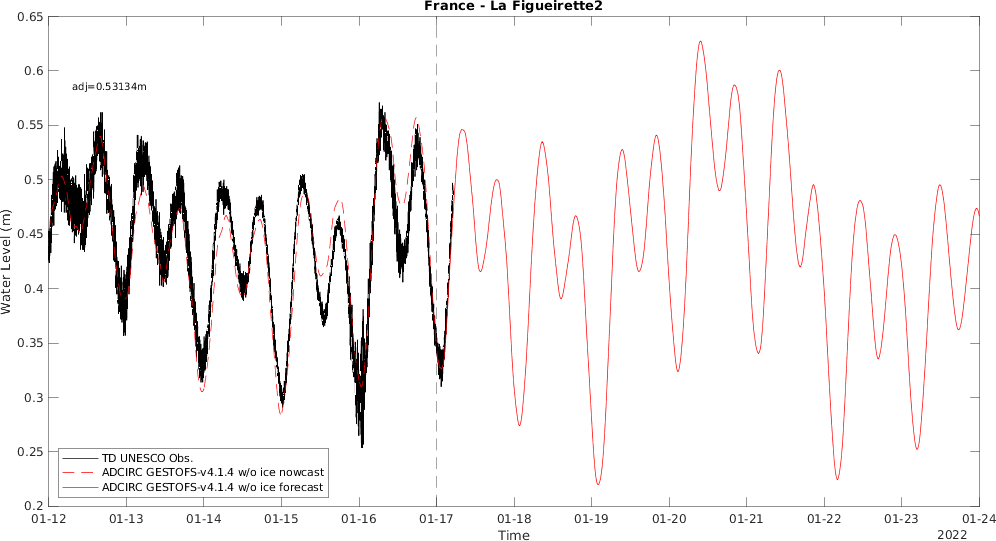 France - La Figueirette2
0.65
0.6
0.55
0.5
0.45
0.4
0.35
0.3
0.25
0.2
Water Level (m)
adj=0.53134m
TD UNESCO Obs.
ADCIRC GESTOFS-v4.1.4 w/o ice nowcast
ADCIRC GESTOFS-v4.1.4 w/o ice forecast
01-12 01-13 01-14 01-15 01-16 01-17 01-18 01-19 01-20 01-21 01-22 01-23 01-24
Time
2022